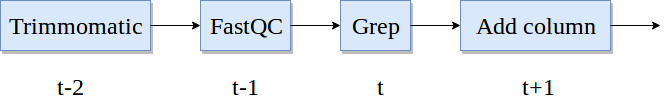 Trimmomatic FastQC Grep Add column
t-2 t-1 t t+1